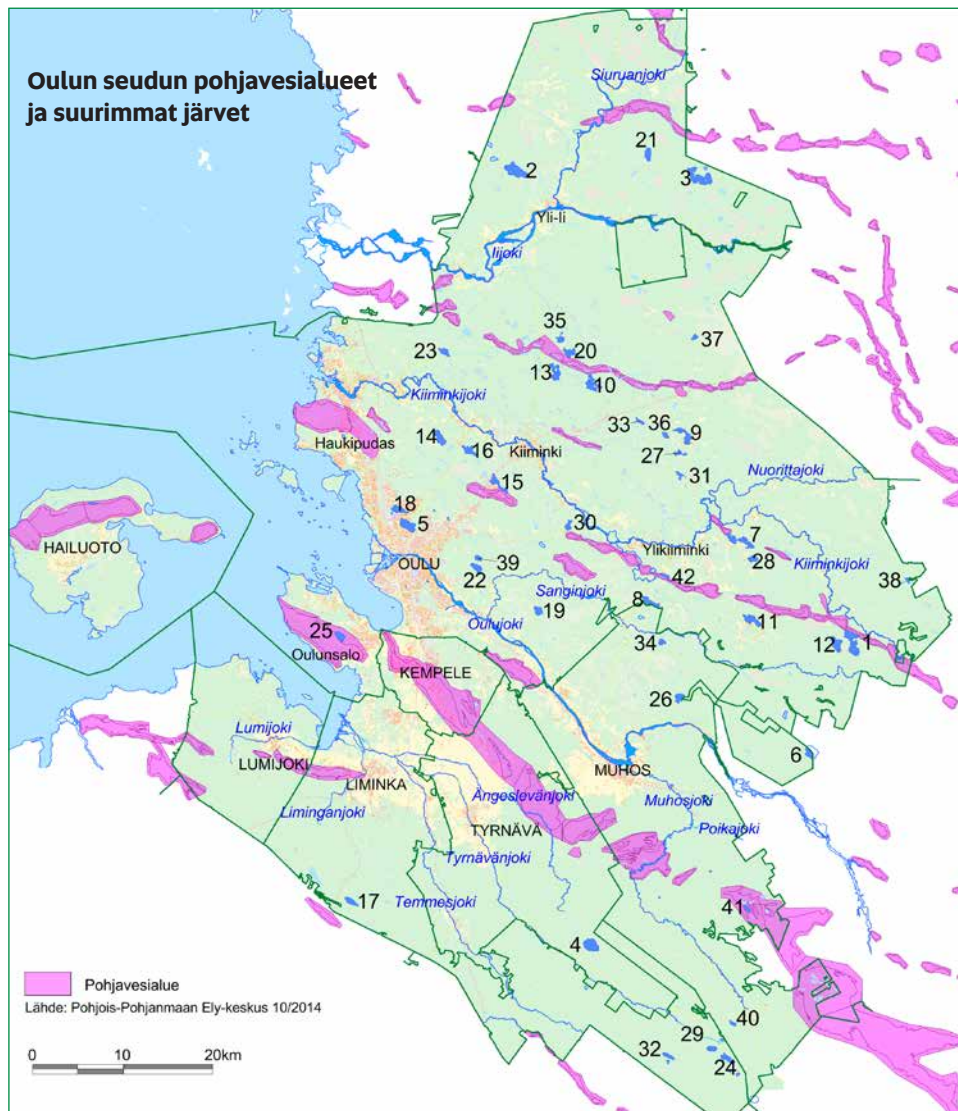 Oulun seudun pohjavesialueet
ja suurimmat järvet
Siuruanjoki
21
2
3
Yli-Ii
Iijoki
35
37
23
20
13
10
Kiiminkijoki
33
36
Haukipudas
14
9
16
Kiiminki
27
31
Nuorittajoki
15
18
5
30
7
HAILUOTO
Ylikiiminki
OULU
39
28
Kiiminkijoki
22
42
38
Sanginjoki
8
19
Oulujoki
11
25
34
12
1
Oulunsalo
KEMPELE
26
Lumijoki
6
LUMIJOKI
MUHOS
LIMINKA
Ängeslevänjoki
Muhosjoki
Liminganjoki
TYRNÄVÄ
Poikajoki
Tyrnävänjoki
17
Temmesjoki
41
4
Pohjavesialue
Lähde: Pohjois-Pohjanmaan Ely-keskus 10/2014
40
29
32
24
0 10 20km